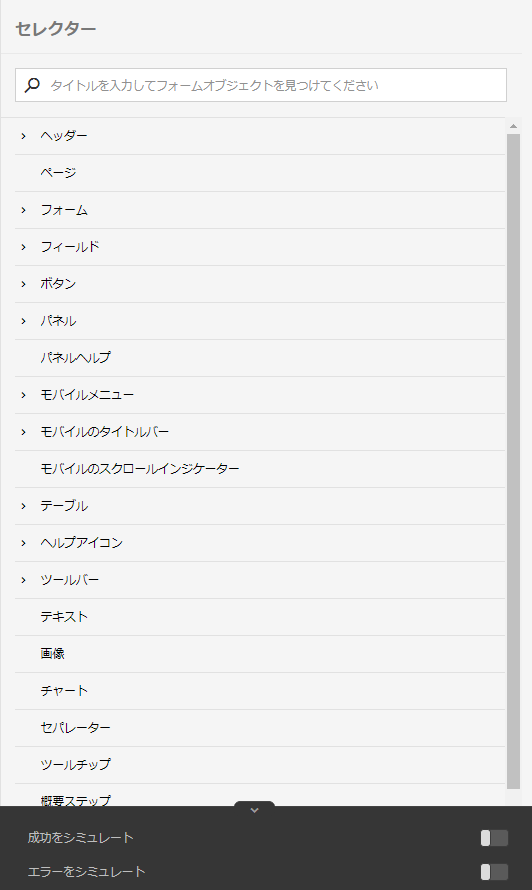 セレクター
タイトルを入力してフォームオブジェクトを見つけてください
ヘッダー
ページ
フォーム
フィールド
ボタン
パネル
パネルヘルプ
モバイルメニュー
モバイルのタイトルバー
モバイルのスクロールインジケーター
テーブル
ヘルプアイコン
ツールバー
テキスト
画像
チャート
セパレーター
ツールチップ
概要ステップ
成功をシミュレート
エラーをシミュレート